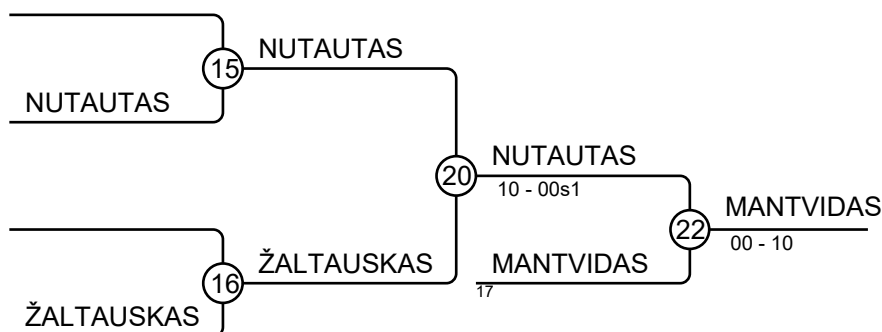 NUTAUTAS
15
NUTAUTAS
NUTAUTAS
20
10 - 00s1
MANTVIDAS
22
00 - 10
ŽALTAUSKAS
MANTVIDAS
17
16
ŽALTAUSKAS